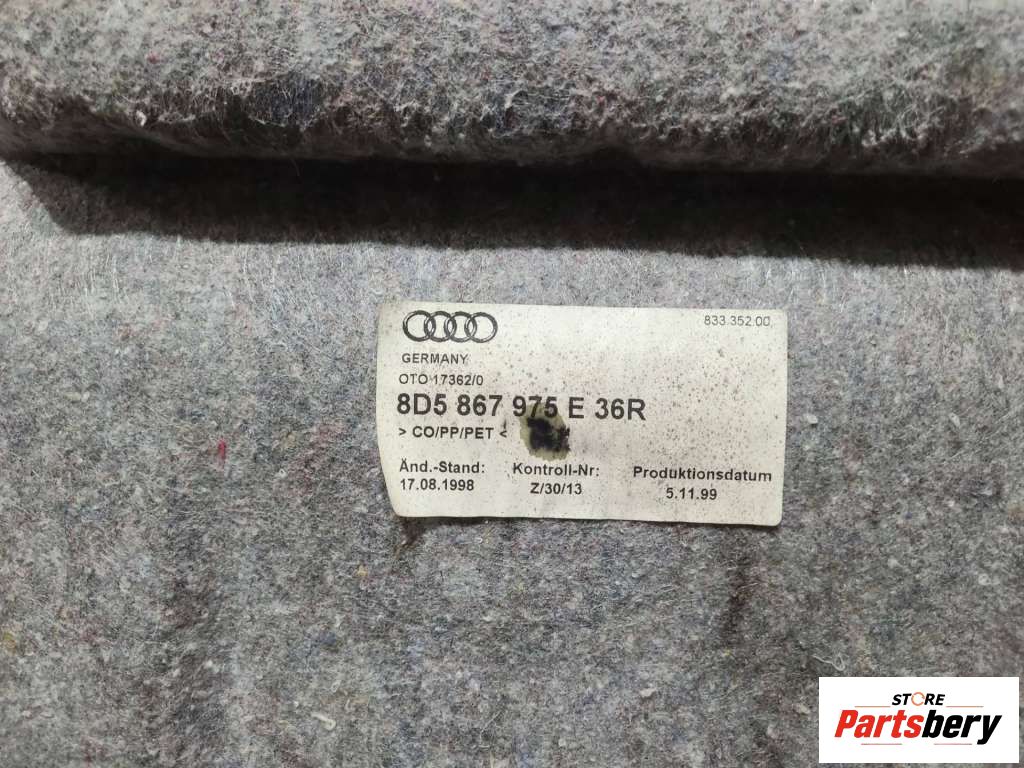 833.352.00
GERMANY
OTO 17362/0
8D5 867 975 E 36R
> CO/PP/PET <
Änd.-Stand: Kontroll-Nr: Produktionsdatum
17.08.1998 Z/30/13 5.11.99
STORE
Partsbery